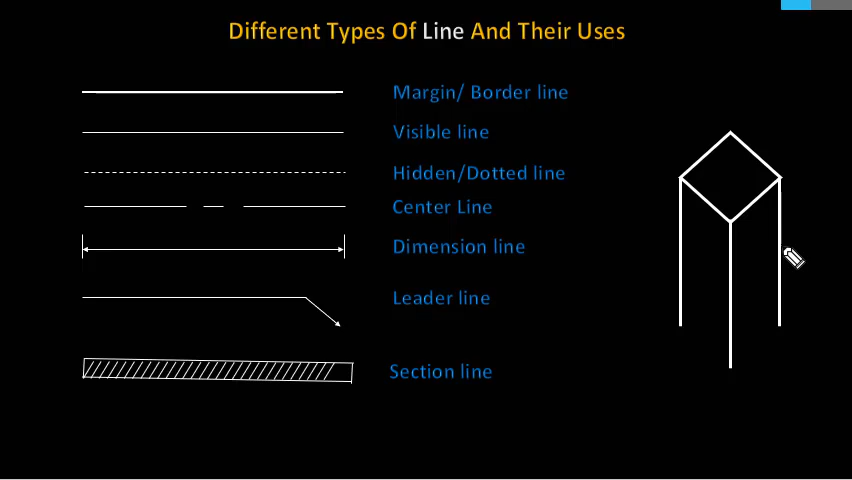 Different Types Of Line And Their Uses
Margin/ Border line
Visible line
Hidden/Dotted line
Center Line
Dimension line
Leader line
Section line